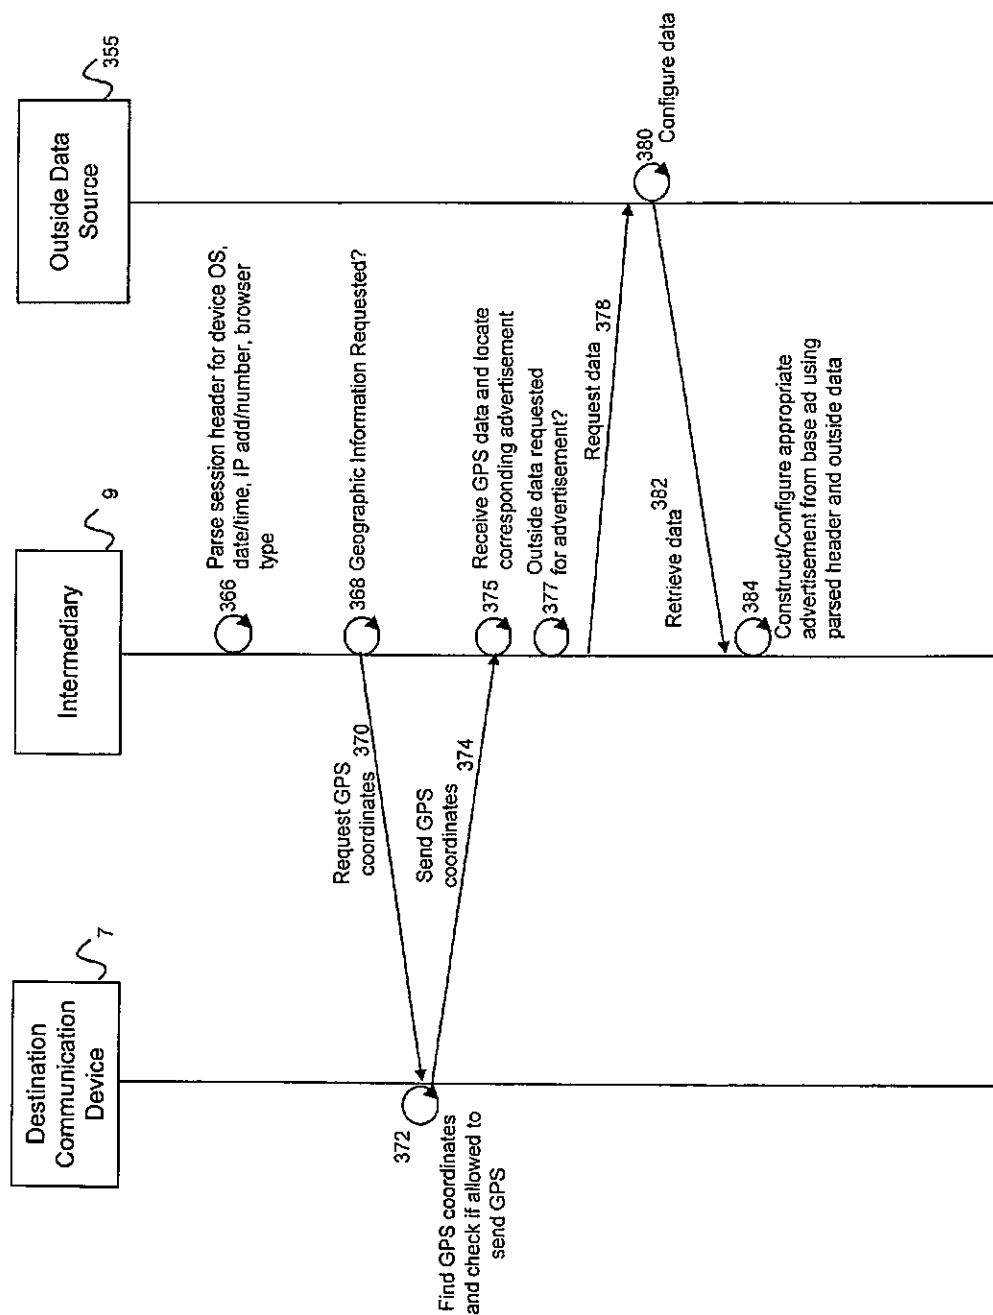 Destination
Communication
Device
7
Intermediary
9
Outside Data
Source
355
366
Parse session header for device OS,
date/time, IP add/number, browser
type
368 Geographic Information Requested?
Request GPS
coordinates
370
372
Find GPS coordinates
and check if allowed to
send GPS
Send GPS
coordinates
374
375
Receive GPS data and locate
corresponding advertisement
377
Outside data requested
for advertisement?
Request data
378
380
Configure data
Retrieve data
382
384
Construct/Configure appropriate
advertisement from base ad using
parsed header and outside data